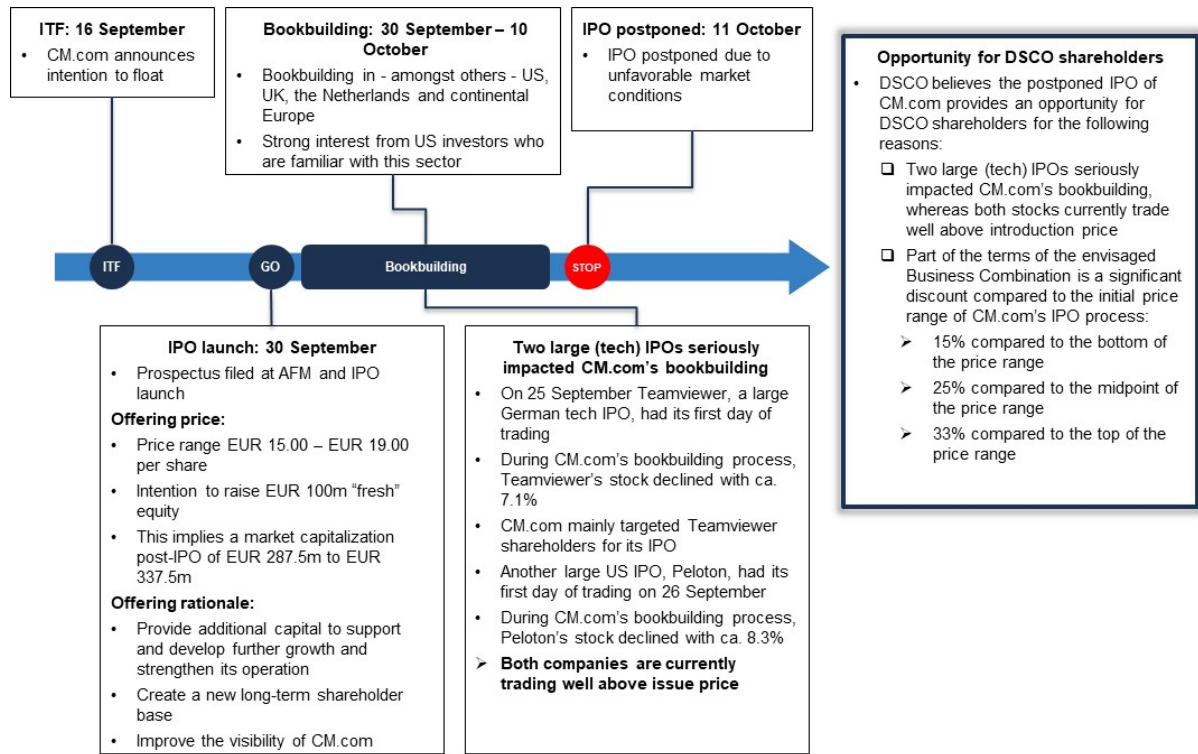 ITF: 16 September
• CM.com announces
intention to float
Bookbuilding: 30 September – 10
October
• Bookbuilding in - amongst others - US,
UK, the Netherlands and continental
Europe
• Strong interest from US investors who
are familiar with this sector
IPO postponed: 11 October
• IPO postponed due to
unfavorable market
conditions
ITF
GO
Bookbuilding
STOP
IPO launch: 30 September
• Prospectus filed at AFM and IPO
launch
Offering price:
• Price range EUR 15.00 – EUR 19.00
per share
• Intention to raise EUR 100m “fresh”
equity
• This implies a market capitalization
post-IPO of EUR 287.5m to EUR
337.5m
Offering rationale:
• Provide additional capital to support
and develop further growth and
strengthen its operation
• Create a new long-term shareholder
base
• Improve the visibility of CM.com
Two large (tech) IPOs seriously
impacted CM.com’s bookbuilding
• On 25 September Teamviewer, a large
German tech IPO, had its first day of
trading
• During CM.com’s bookbuilding process,
Teamviewer’s stock declined with ca.
7.1%
• CM.com mainly targeted Teamviewer
shareholders for its IPO
• Another large US IPO, Peloton, had its
first day of trading on 26 September
• During CM.com’s bookbuilding process,
Peloton’s stock declined with ca. 8.3%
➤ Both companies are currently
trading well above issue price
Opportunity for DSCO shareholders
• DSCO believes the postponed IPO of
CM.com provides an opportunity for
DSCO shareholders for the following
reasons:
❑ Two large (tech) IPOs seriously
impacted CM.com’s bookbuilding,
whereas both stocks currently trade
well above introduction price
❑ Part of the terms of the envisaged
Business Combination is a significant
discount compared to the initial price
range of CM.com’s IPO process:
➤ 15% compared to the bottom of
the price range
➤ 25% compared to the midpoint of
the price range
➤ 33% compared to the top of the
price range